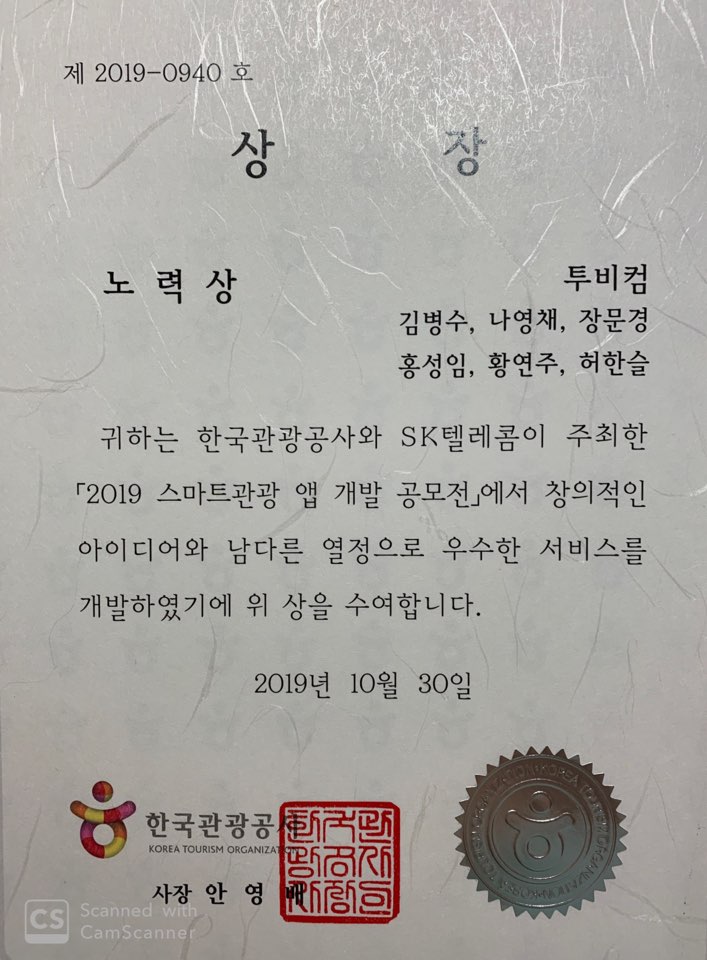 제 2019-0940 호
상 장
노 력 상
투비컴
김병수, 나영채, 장문경
홍성임, 황연주, 허한슬
귀하는 한국관광공사와 SK텔레콤이 주최한
「2019 스마트관광 앱 개발 공모전」에서 창의적인
아이디어와 남다른 열정으로 우수한 서비스를
개발하였기에 위 상을 수여합니다.
2019년 10월 30일
한국관광공사
KOREA TOURISM ORGANIZATION
사장 안 영 배
CS Scanned with
CamScanner